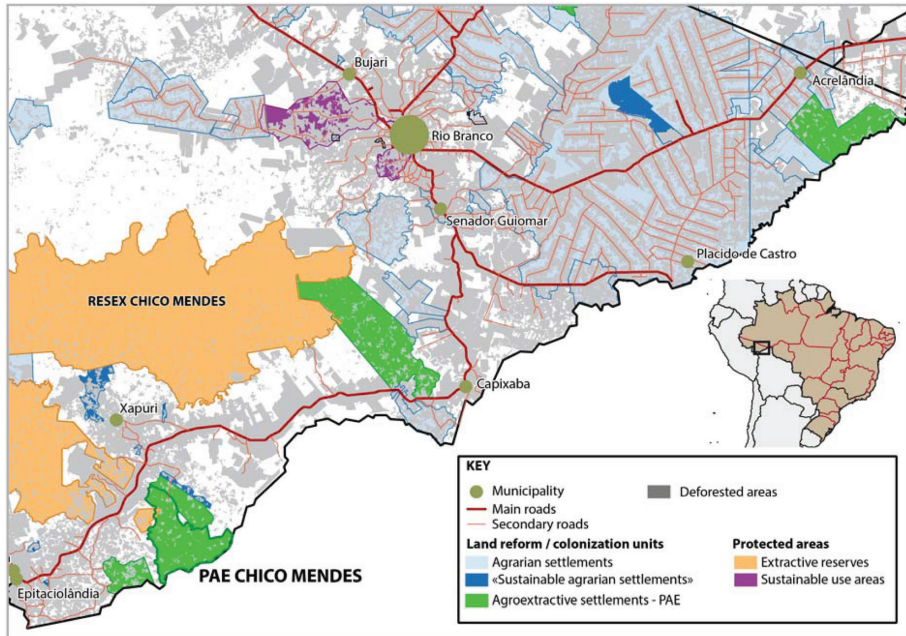 Bujari
Acrelândia
Rio Branco
Senador Guiomar
Placido de Castro
RESEX CHICO MENDES
Capixaba
Xapuri
PAE CHICO MENDES
Epitaciolândia
KEY
Municipality
Deforested areas
Main roads
Secondary roads
Land reform / colonization units
Protected areas
Agrarian settlements
Extractive reserves
«Sustainable agrarian settlements»
Sustainable use areas
Agroextractive settlements - PAE